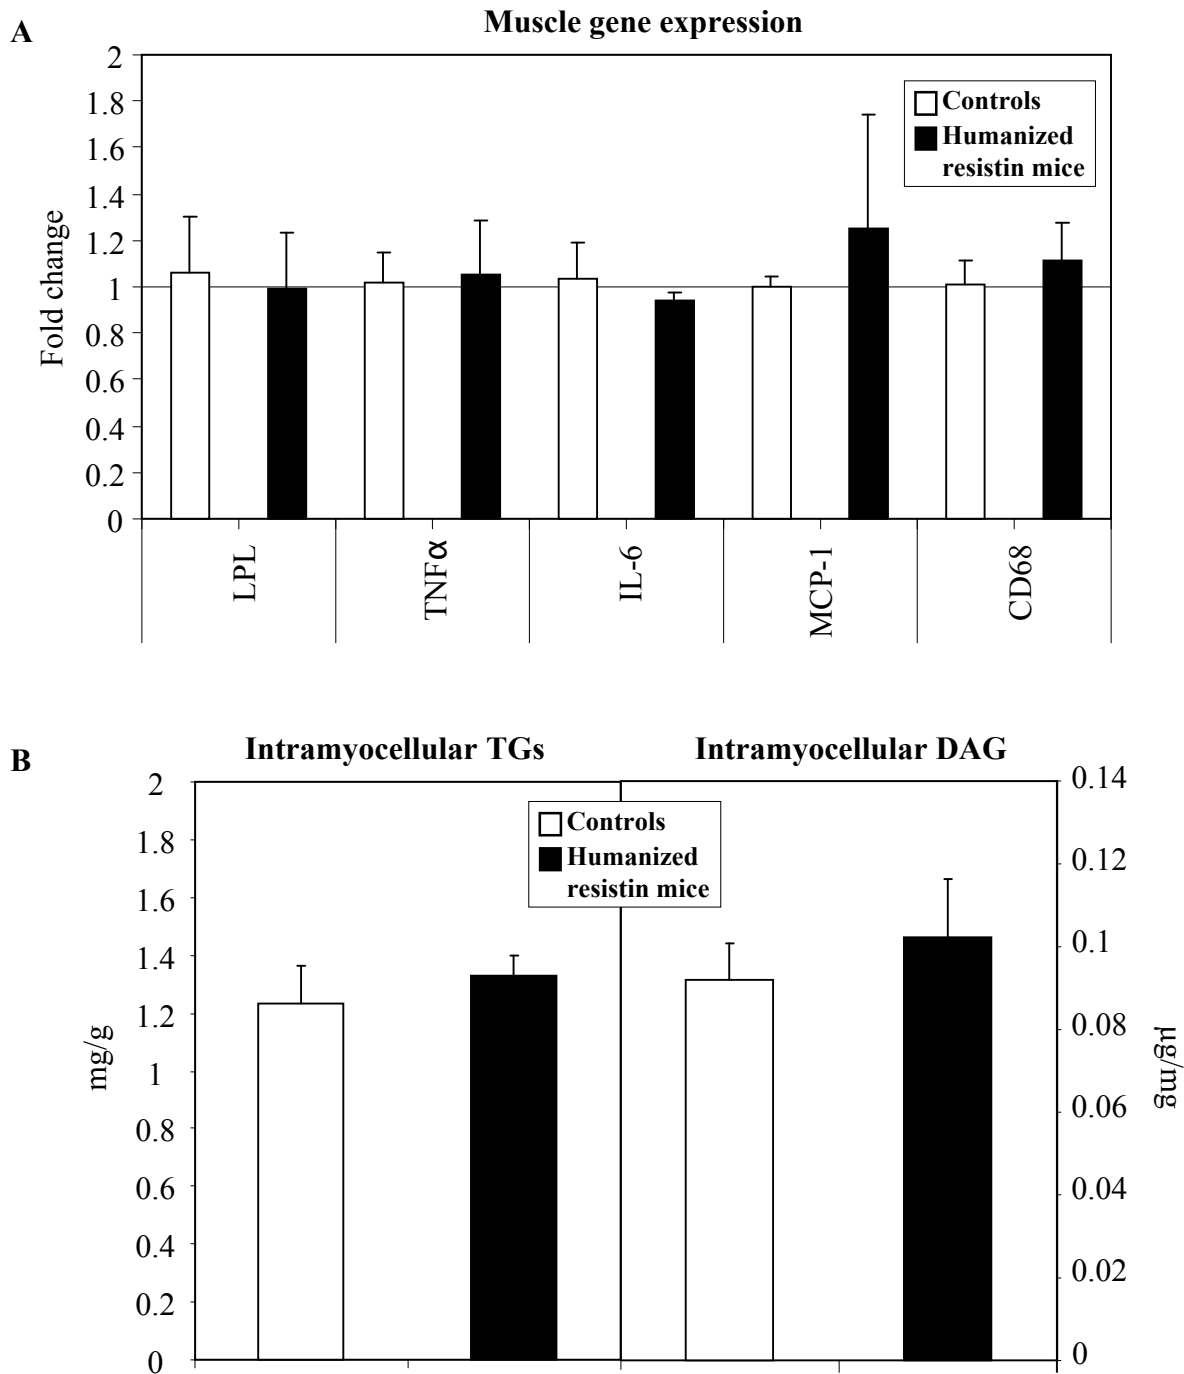 A
Muscle gene expression
2
1.8
1.6
1.4
1.2
1
0.8
0.6
0.4
0.2
0
Fold change
Controls
Humanized
resistin mice
LPL
TNFα
IL-6
MCP-1
CD68
B
Intramyocellular TGs
Intramyocellular DAG
2
1.8
1.6
1.4
1.2
1
0.8
0.6
0.4
0.2
0
mg/g
Controls
Humanized
resistin mice
0.14
0.12
0.1
0.08
0.06
0.04
0.02
0
µg/mg